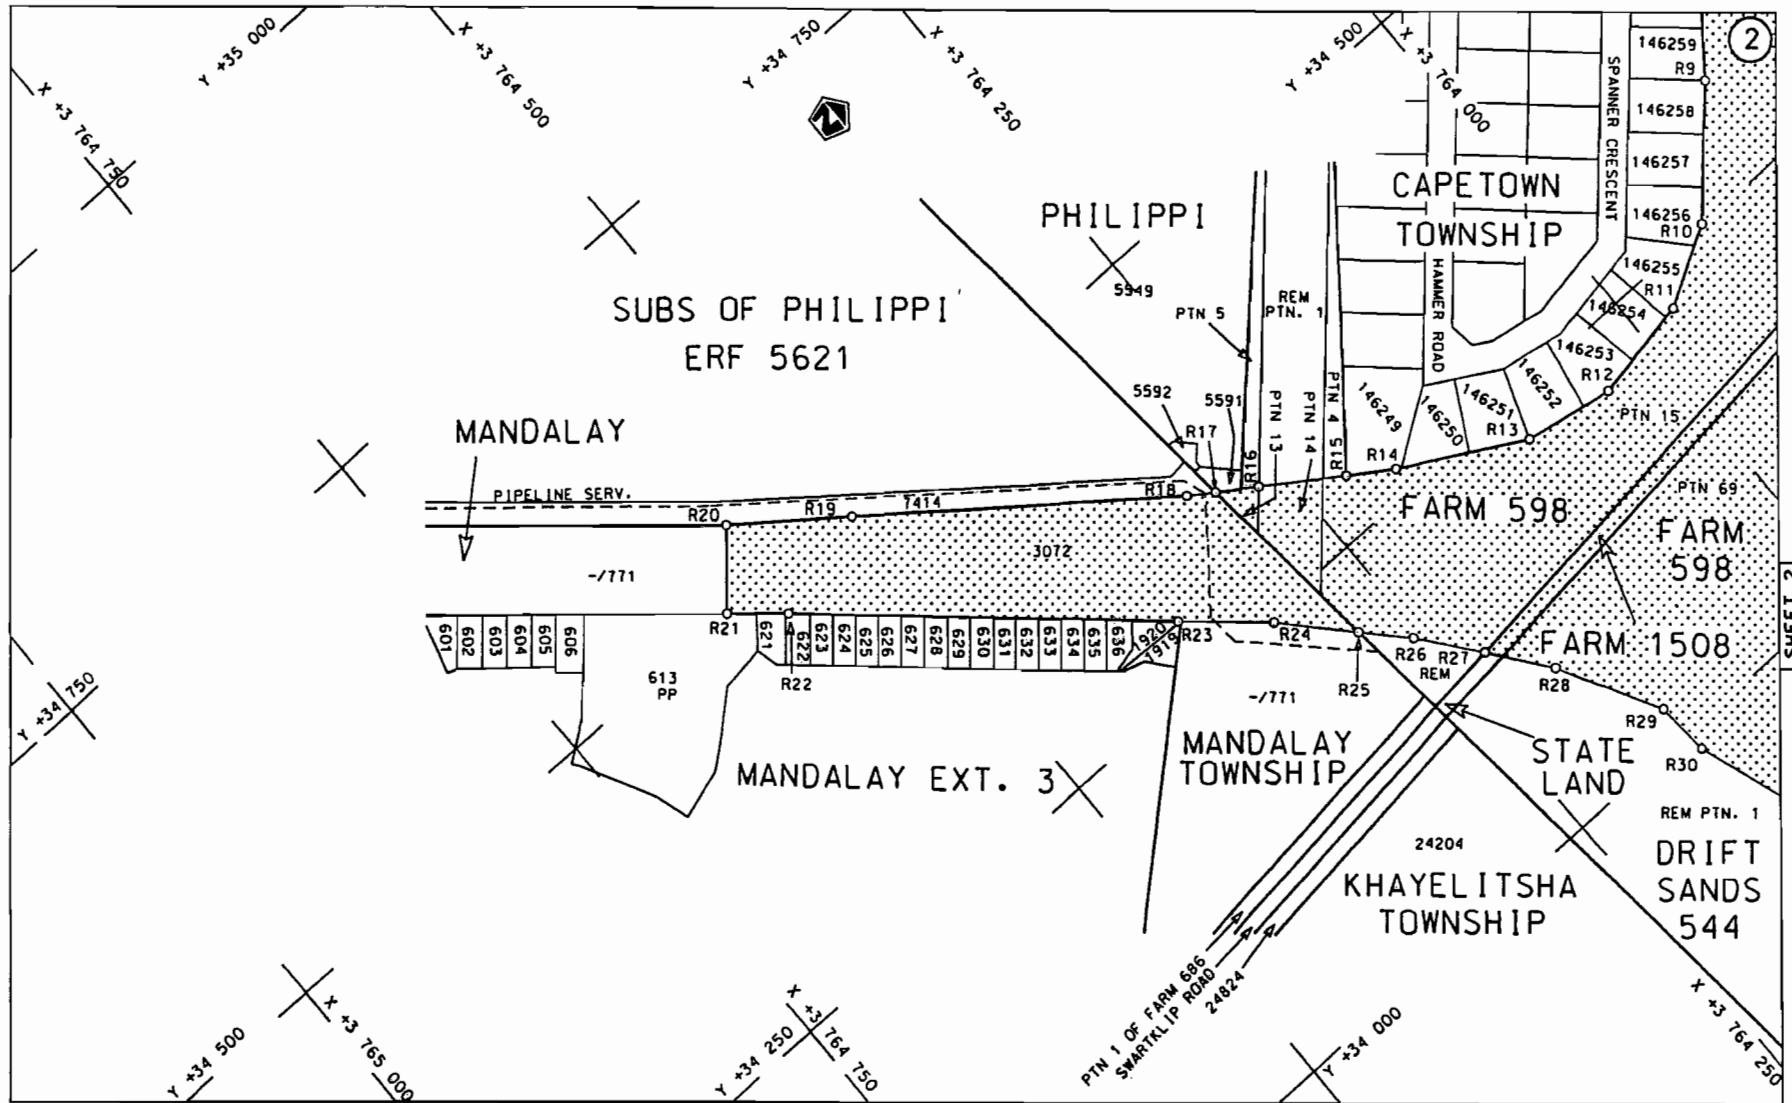 2
Y +35 000
X +3 764 500
Y +34 750
X +3 764 250
Y +34 500
X +3 764 000
X +3 764 750
N
146259
R9
146258
146257
146256
R10
146255
R11
146254
146253
R12
146252
146251
R13
146250
146249
R14
SPANNER CRESCENT
HAMMER ROAD
CAPETOWN
TOWNSHIP
PHILIPPI
5549
PTN 5
REM
PTN. 1
SUBS OF PHILIPPI
ERF 5621
5592
5591
R17
R16
PTN 13
PTN 14
PTN 4
R15
PTN 15
PTN 69
MANDALAY
PIPELINE SERV.
R20
R19
7414
R18
3072
-/771
FARM 598
FARM
598
FARM 1508
SHEET 2
601
602
603
604
605
606
R21
621
622
623
624
625
626
627
628
629
630
631
632
633
634
635
636
1920
1919
R23
R24
R25
R26
R27
REM
R28
R29
R30
R22
613
PP
-/771
Y +34 750
MANDALAY EXT. 3
MANDALAY
TOWNSHIP
STATE
LAND
REM PTN. 1
DRIFT
SANDS
544
24204
KHAYELITSHA
TOWNSHIP
PTN 1 OF FARM 686
SWARTKLIP ROAD
24824
Y +34 500
X +3 765 000
Y +34 250
X +3 764 750
Y +34 000
X +3 764 250